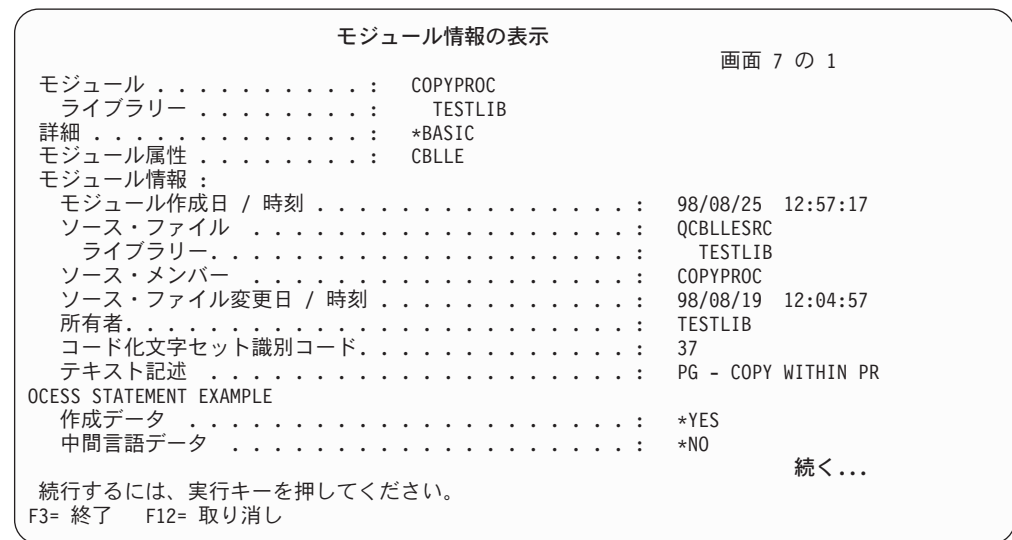 モジュール情報の表示
画面 7 の 1
モジュール . . . . . . . . . . : COPYPROC
ライブラリー . . . . . . . . : TESTLIB
詳細 . . . . . . . . . . . . . : *BASIC
モジュール属性 . . . . . . . . : CBLLE
モジュール情報 :
モジュール作成日 / 時刻 . . . . . . . . . . . . . . . : 98/08/25 12:57:17
ソース・ファイル . . . . . . . . . . . . . . . . . . : QCBLLESRC
ライブラリー. . . . . . . . . . . . . . . . . . . . : TESTLIB
ソース・メンバー . . . . . . . . . . . . . . . . . . : COPYPROC
ソース・ファイル変更日 / 時刻 . . . . . . . . . . . . : 98/08/19 12:04:57
所有者. . . . . . . . . . . . . . . . . . . . . . . . : TESTLIB
コード化文字セット識別コード. . . . . . . . . . . . . : 37
テキスト記述 . . . . . . . . . . . . . . . . . . . . : PG - COPY WITHIN PR
OCESS STATEMENT EXAMPLE
作成データ . . . . . . . . . . . . . . . . . . . . . : *YES
中間言語データ . . . . . . . . . . . . . . . . . . . : *NO
続く...
続行するには、実行キーを押してください。
F3= 終了 F12= 取り消し